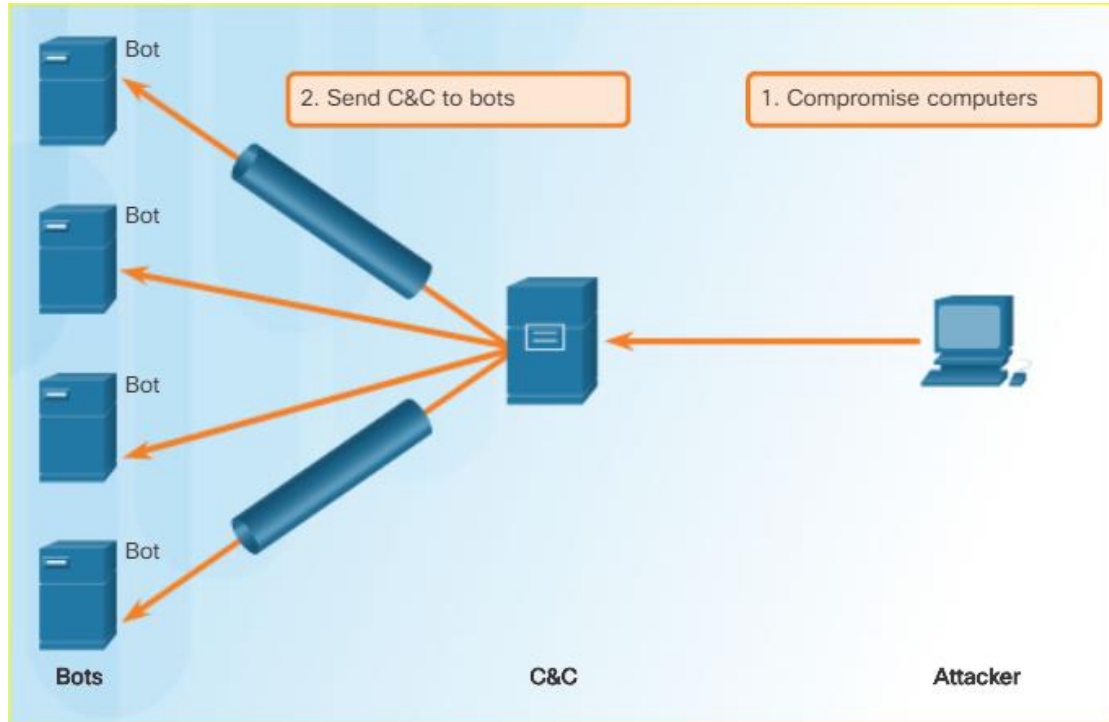 Bot
2. Send C&C to bots
1. Compromise computers
Bot
Bot
Bot
Bots
C&C
Attacker